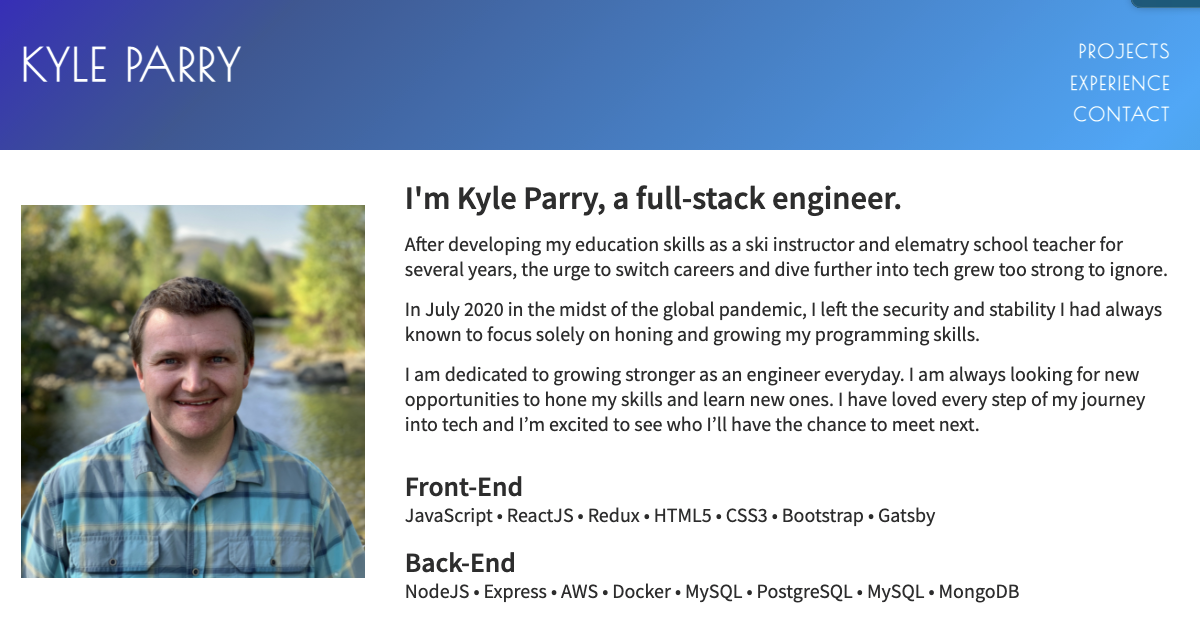 KYLE PARRY
PROJECTS
EXPERIENCE
CONTACT
I'm Kyle Parry, a full-stack engineer.
After developing my education skills as a ski instructor and elematry school teacher for
several years, the urge to switch careers and dive further into tech grew too strong to ignore.
In July 2020 in the midst of the global pandemic, I left the security and stability I had always
known to focus solely on honing and growing my programming skills.
I am dedicated to growing stronger as an engineer everyday. I am always looking for new
opportunities to hone my skills and learn new ones. I have loved every step of my journey
into tech and I’m excited to see who I’ll have the chance to meet next.
Front-End
JavaScript • ReactJS • Redux • HTML5 • CSS3 • Bootstrap • Gatsby
Back-End
NodeJS • Express • AWS • Docker • MySQL • PostgreSQL • MySQL • MongoDB